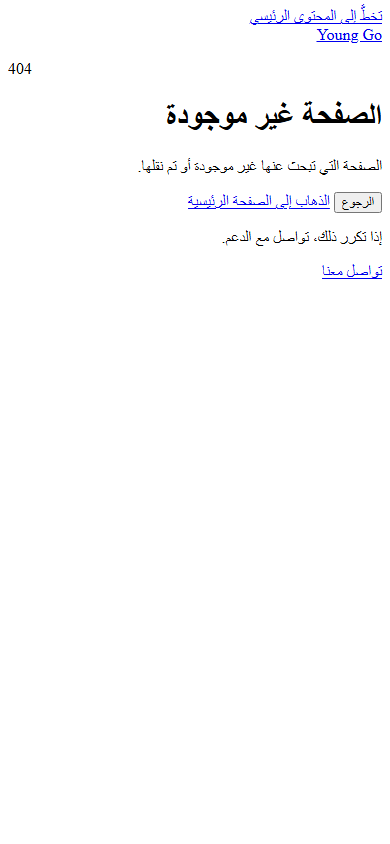 تخطَّ إلى المحتوى الرئيسي
Young Go
404
الصفحة غير موجودة
الصفحة التي تبحث عنها غير موجودة أو تم نقلها.
الرجوع الذهاب إلى الصفحة الرئيسية
إذا تكرر ذلك، تواصل مع الدعم.
تواصل معنا